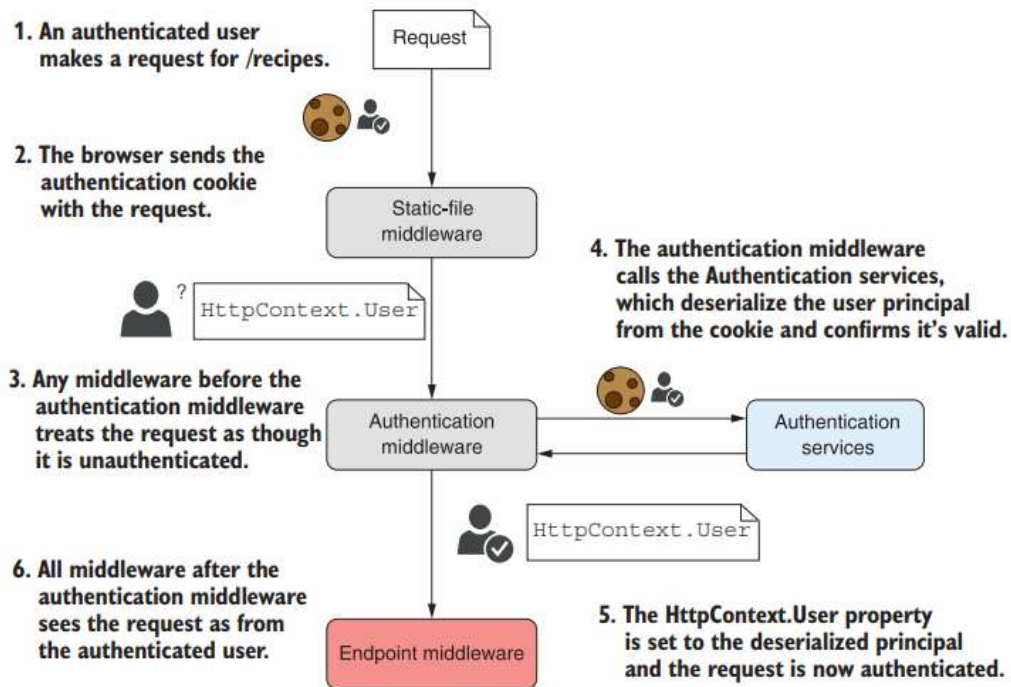 1. An authenticated user
makes a request for /recipes.
Request
2. The browser sends the
authentication cookie
with the request.
Static-file
middleware
4. The authentication middleware
calls the Authentication services,
which deserialize the user principal
from the cookie and confirms it's valid.
?
HttpContext.User
3. Any middleware before the
authentication middleware
treats the request as though
it is unauthenticated.
Authentication
middleware
Authentication
services
HttpContext.User
6. All middleware after the
authentication middleware
sees the request as from
the authenticated user.
Endpoint middleware
5. The HttpContext.User property
is set to the deserialized principal
and the request is now authenticated.